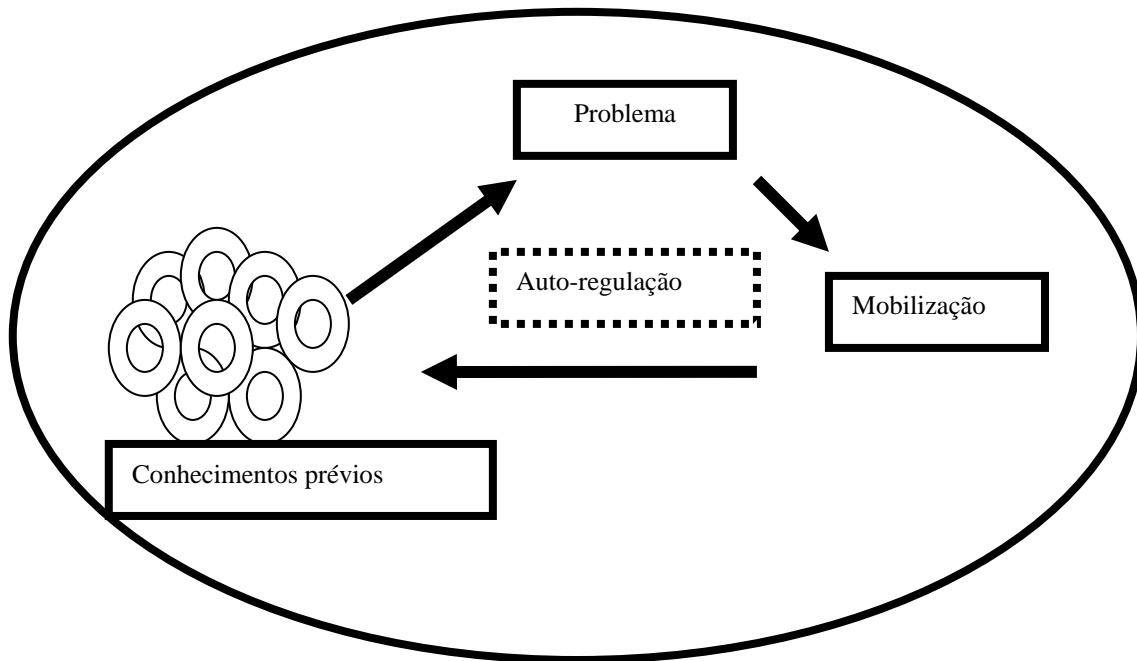 Problema
Auto-regulação
Mobilização
Conhecimentos prévios